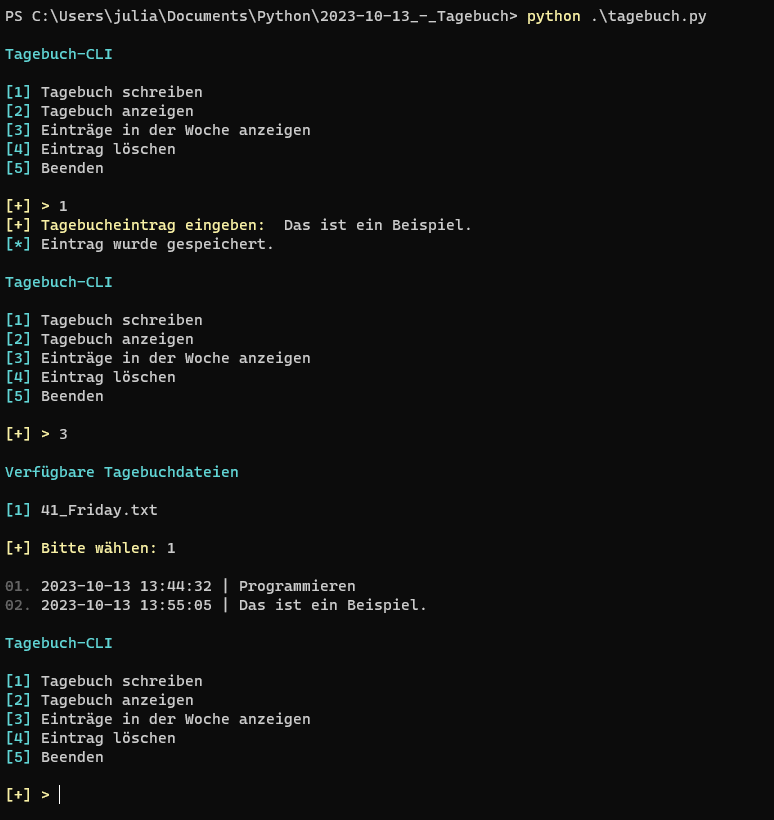 PS C:\Users\julia\Documents\Python\2023-10-13_-_Tagebuch> python .\tagebuch.py
Tagebuch-CLI
[1] Tagebuch schreiben
[2] Tagebuch anzeigen
[3] Einträge in der Woche anzeigen
[4] Eintrag löschen
[5] Beenden
[+] > 1
[+] Tagebucheintrag eingeben:  Das ist ein Beispiel.
[*] Eintrag wurde gespeichert.
Tagebuch-CLI
[1] Tagebuch schreiben
[2] Tagebuch anzeigen
[3] Einträge in der Woche anzeigen
[4] Eintrag löschen
[5] Beenden
[+] > 3
Verfügbare Tagebuchdateien
[1] 41_Friday.txt
[+] Bitte wählen: 1
01. 2023-10-13 13:44:32 | Programmieren
02. 2023-10-13 13:55:05 | Das ist ein Beispiel.
Tagebuch-CLI
[1] Tagebuch schreiben
[2] Tagebuch anzeigen
[3] Einträge in der Woche anzeigen
[4] Eintrag löschen
[5] Beenden
[+] >